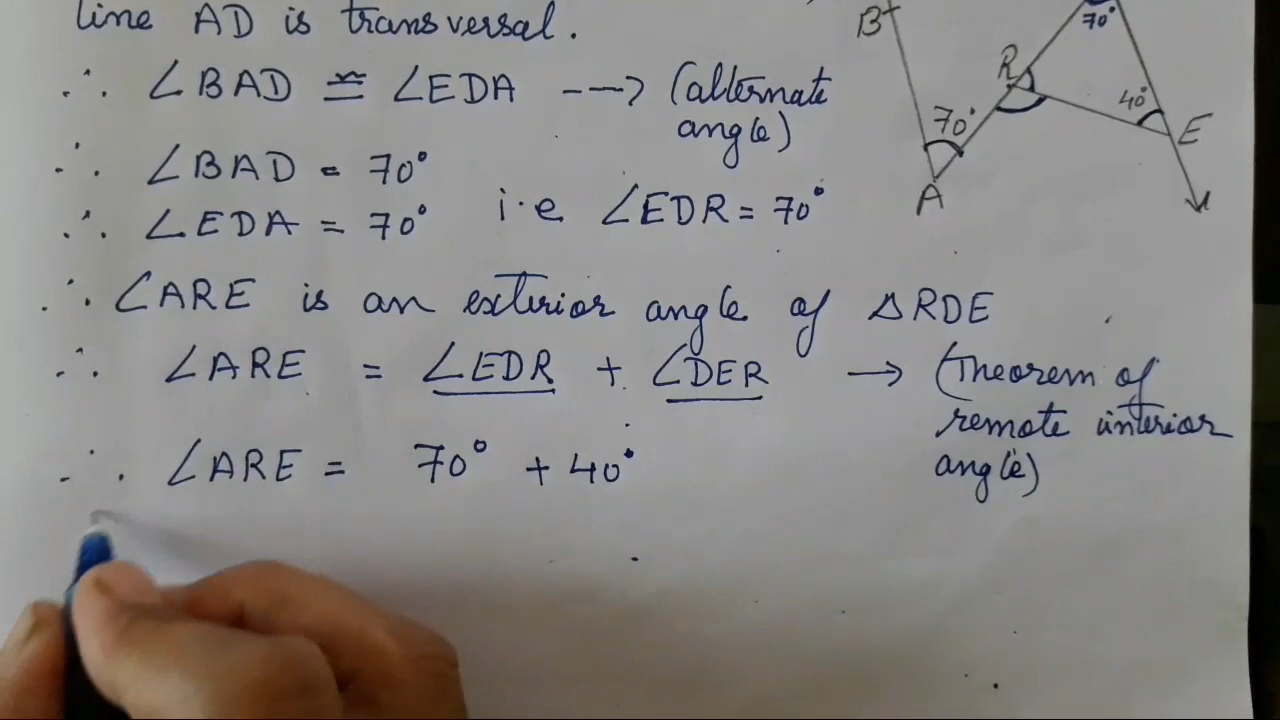 line AD is transversal.
∴ ∠BAD ≅ ∠EDA ---> (alternate
angle)
∴ ∠BAD = 70°
∴ ∠EDA = 70° i.e ∠EDR = 70°
∴ ∠ARE is an exterior angle of △RDE
∴ ∠ARE = ∠EDR + ∠DER → (Theorem of
remote interior
angle)
∴ ∠ARE = 70° + 40°
B
70°
R
40°
E
70°
A